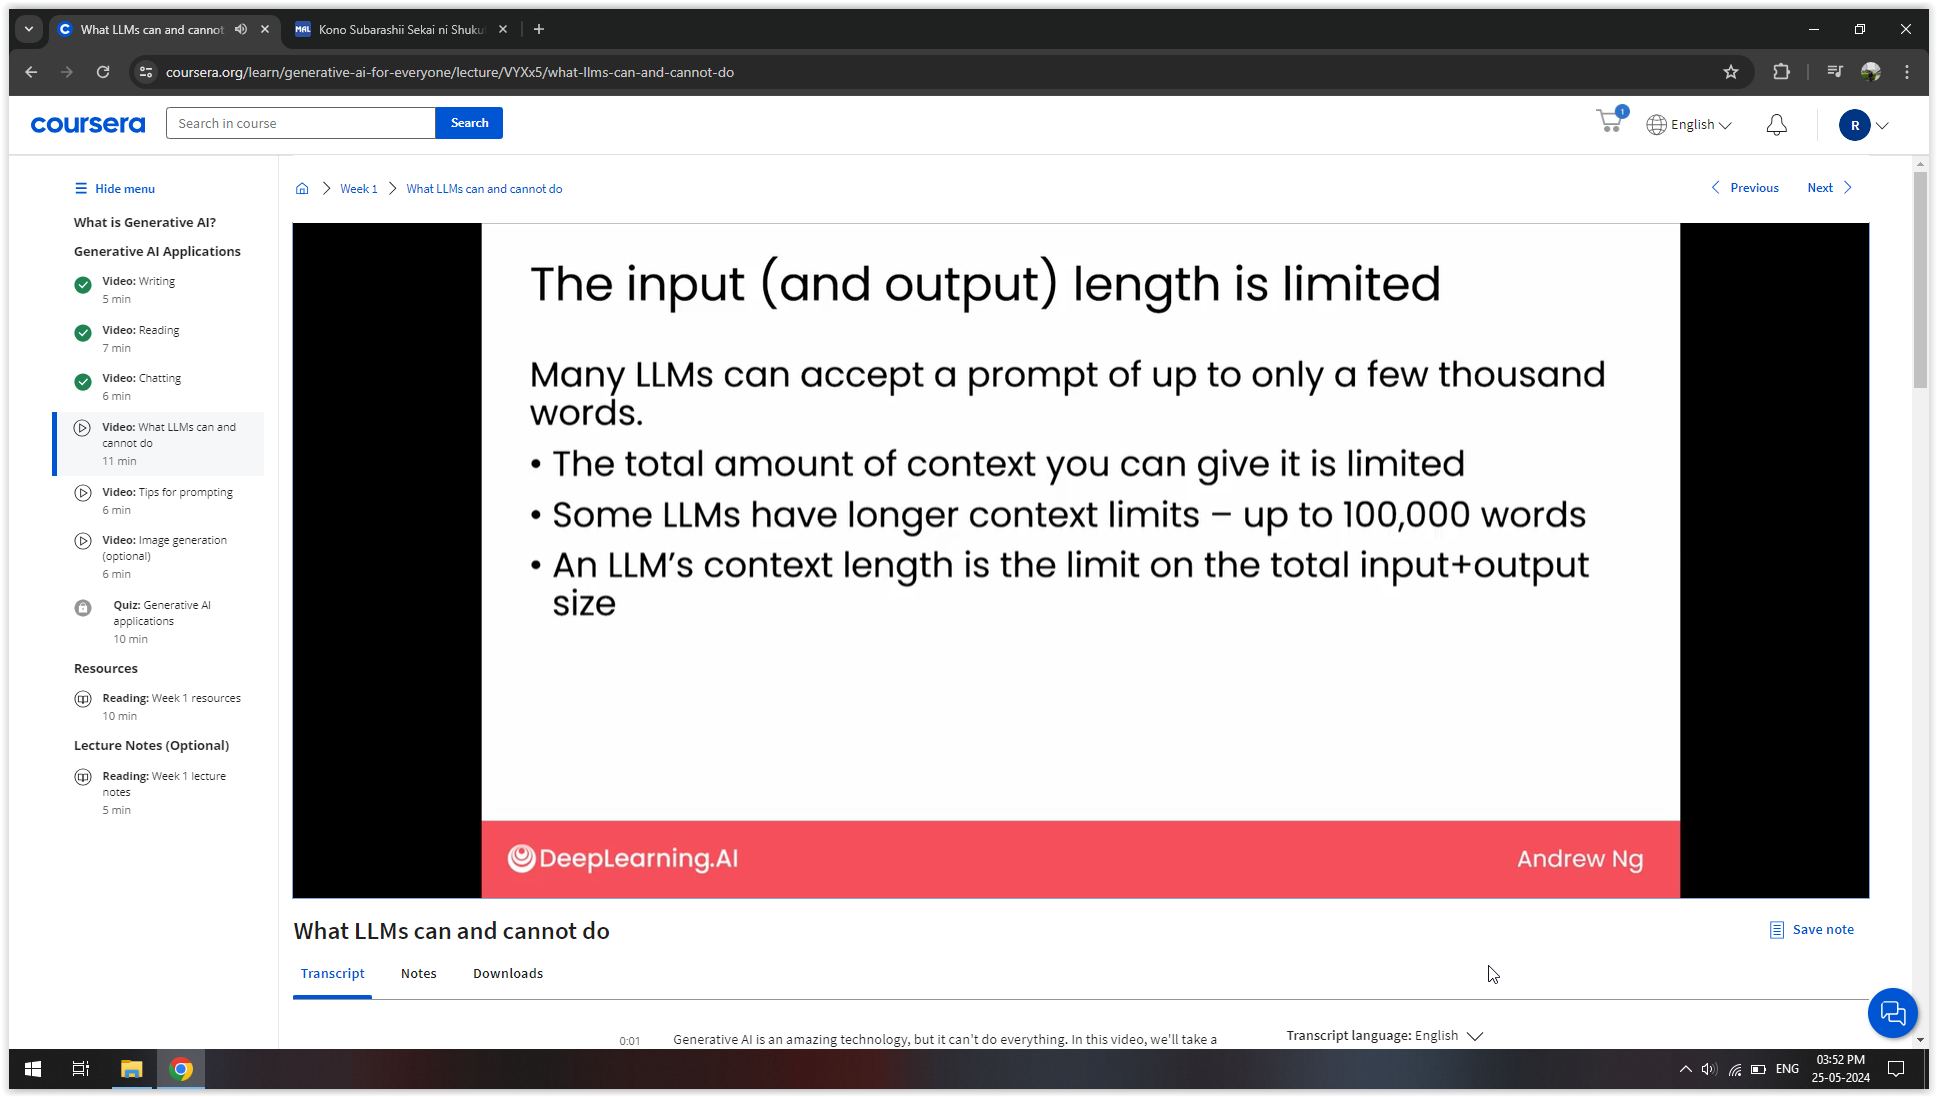 What LLMs can and cannot
Kono Subarashii Sekai ni Shuku
coursera.org/learn/generative-ai-for-everyone/lecture/VYXx5/what-llms-can-and-cannot-do
coursera
Search in course
Search
1
English
R
Hide menu
What is Generative AI?
Generative AI Applications
Video: Writing
5 min
Video: Reading
7 min
Video: Chatting
6 min
Video: What LLMs can and
cannot do
11 min
Video: Tips for prompting
6 min
Video: Image generation
(optional)
6 min
Quiz: Generative AI
applications
10 min
Resources
Reading: Week 1 resources
10 min
Lecture Notes (Optional)
Reading: Week 1 lecture
notes
5 min
Week 1
What LLMs can and cannot do
Previous
Next
The input (and output) length is limited
Many LLMs can accept a prompt of up to only a few thousand
words.
• The total amount of context you can give it is limited
• Some LLMs have longer context limits – up to 100,000 words
• An LLM’s context length is the limit on the total input+output
size
DeepLearning.AI
Andrew Ng
What LLMs can and cannot do
Save note
Transcript
Notes
Downloads
0:01
Generative AI is an amazing technology, but it can't do everything. In this video, we'll take a
Transcript language: English
ENG
03:52 PM
25-05-2024